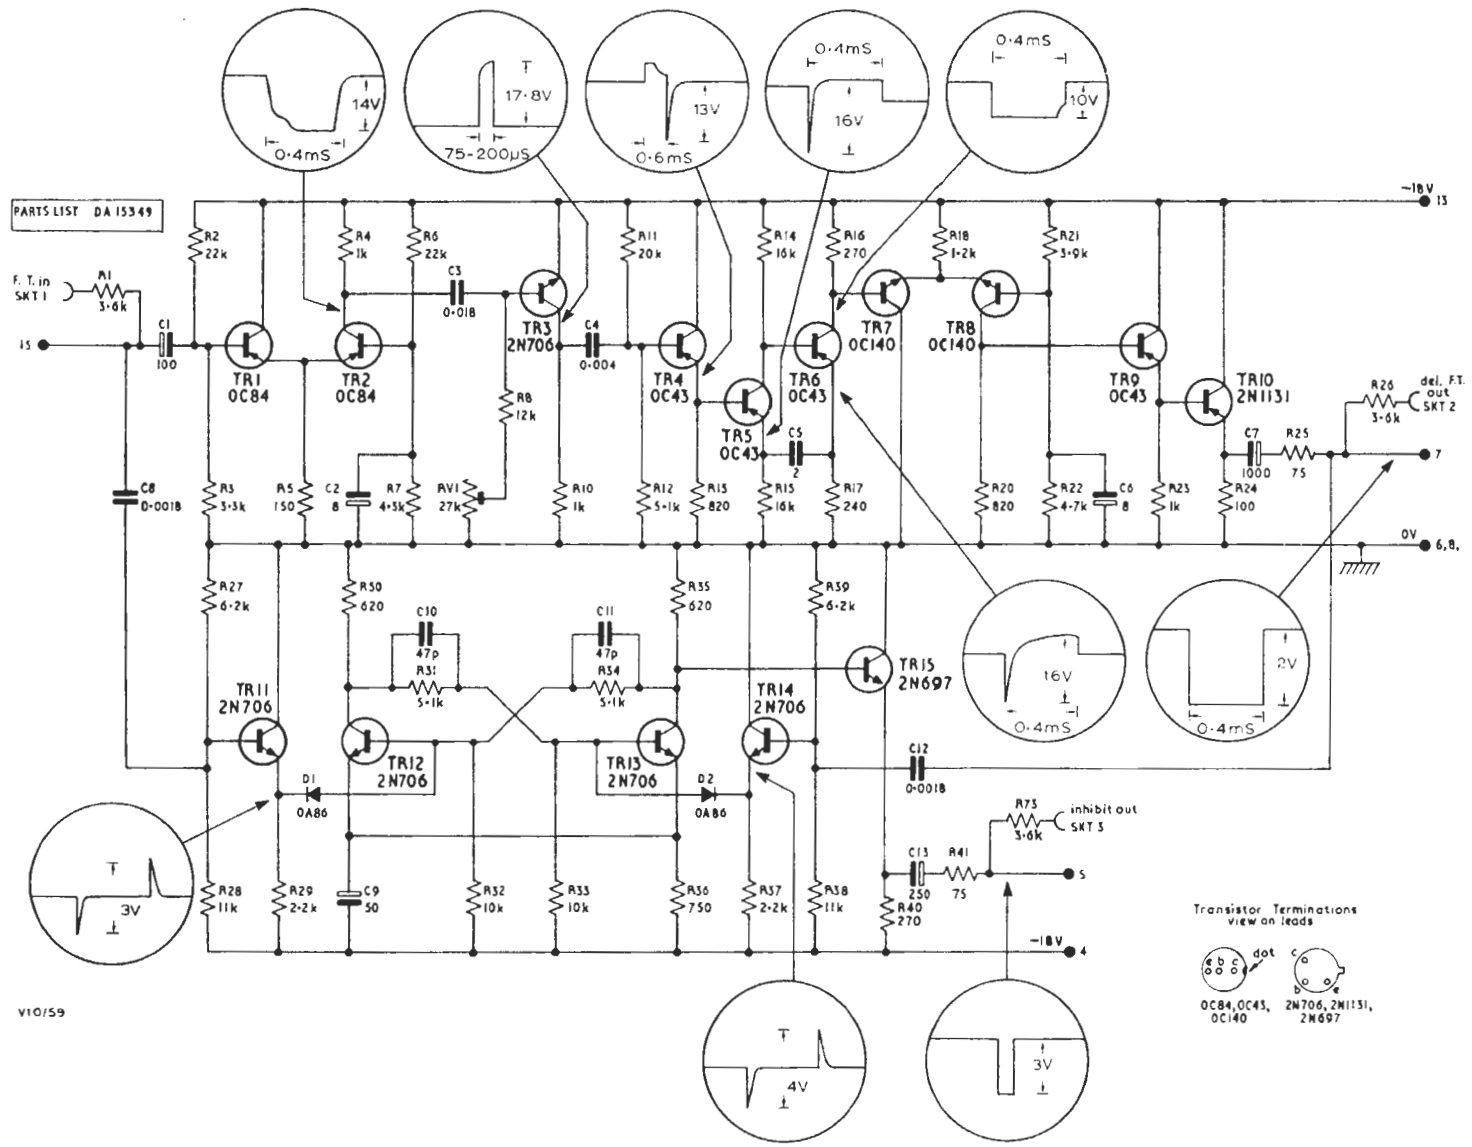 0·4mS
14V
17·8V
75-200µS
13V
0·6mS
0·4mS
16V
0·4mS
10V
PARTS LIST DA 15349
-18V
13
R2
22k
R4
1k
R6
22k
R11
20k
R14
16k
R16
270
R18
1·2k
R21
3·9k
F.T. in
SKT 1
R1
3·6k
C3
0·018
TR3
2N706
C4
0·004
TR7
OC140
TR8
OC140
15
C1
100
TR1
OC84
TR2
OC84
TR4
OC43
TR6
OC43
TR9
OC43
TR10
2N1131
R26
3·6k
del. F.T.
out
SKT 2
R8
12k
TR5
OC43
C5
2
C7
1000
R25
75
7
C8
0·0018
R3
3·3k
R5
150
C2
8
R7
4·3k
RV1
27k
R10
1k
R12
5·1k
R13
820
R15
16k
R17
240
R20
820
R22
4·7k
C6
8
R23
1k
R24
100
0V
6,8,
R27
6·2k
R30
620
C10
47p
R31
5·1k
C11
47p
R34
5·1k
R35
620
R39
6·2k
TR15
2N697
16V
0·4mS
2V
0·4mS
TR11
2N706
TR12
2N706
TR13
2N706
TR14
2N706
D1
OA86
D2
OA86
C12
0·0018
R73
3·6k
inhibit out
SKT 3
3V
R28
11k
R29
2·2k
C9
50
R32
10k
R33
10k
R36
750
R37
2·2k
R38
11k
C13
250
R41
75
5
R40
270
-18V
4
Transistor Terminations
view on leads
e b c
dot
c
b
e
OC84,OC43,
OC140
2N706,2N1131,
2N697
V10/59
4V
3V